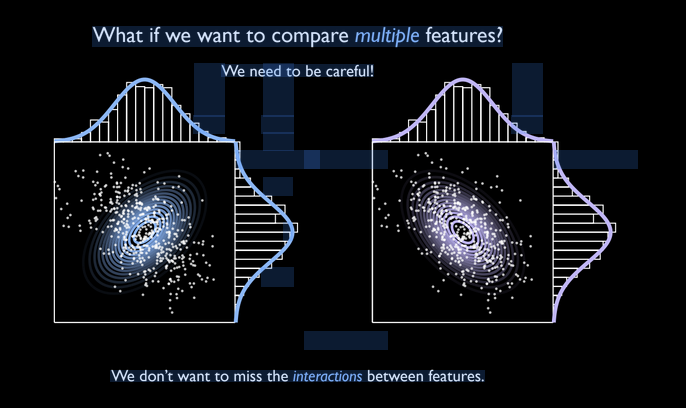 What if we want to compare multiple features?
We need to be careful!
We don't want to miss the interactions between features.